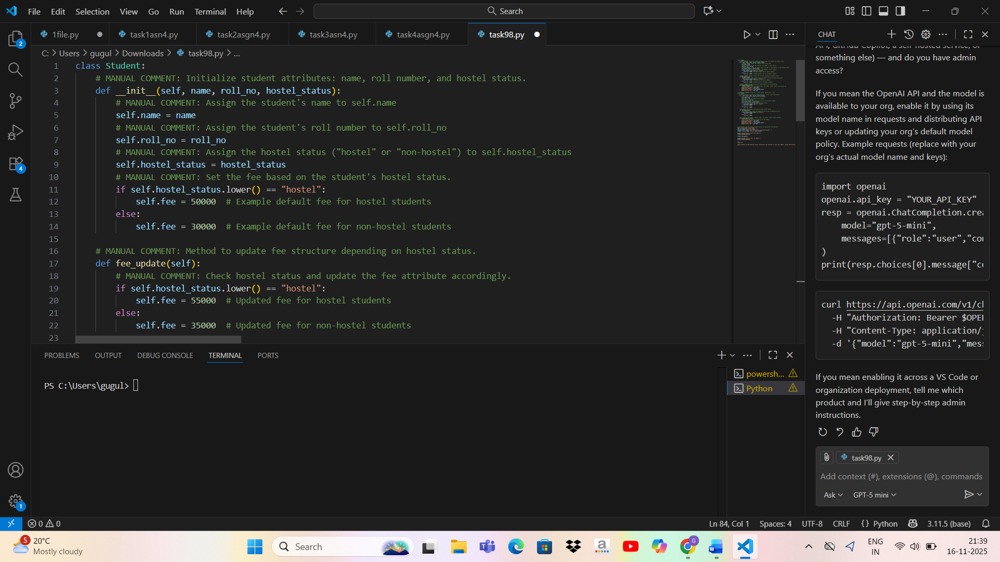 File Edit Selection View Go Run Terminal Help
Search
1file.py
task1asn4.py
task2asgn4.py
task3asn4.py
task4asgn4.py
task98.py
C: > Users > gugul > Downloads > task98.py > ...
1 class Student:
2 # MANUAL COMMENT: Initialize student attributes: name, roll number, and hostel status.
3 def __init__(self, name, roll_no, hostel_status):
4 # MANUAL COMMENT: Assign the student's name to self.name
5 self.name = name
6 # MANUAL COMMENT: Assign the student's roll number to self.roll_no
7 self.roll_no = roll_no
8 # MANUAL COMMENT: Assign the hostel status ("hostel" or "non-hostel") to self.hostel_status
9 self.hostel_status = hostel_status
10 # MANUAL COMMENT: Set the fee based on the student's hostel status.
11 if self.hostel_status.lower() == "hostel":
12 self.fee = 50000 # Example default fee for hostel students
13 else:
14 self.fee = 30000 # Example default fee for non-hostel students
15
16 # MANUAL COMMENT: Method to update fee structure depending on hostel status.
17 def fee_update(self):
18 # MANUAL COMMENT: Check hostel status and update the fee attribute accordingly.
19 if self.hostel_status.lower() == "hostel":
20 self.fee = 55000 # Updated fee for hostel students
21 else:
22 self.fee = 35000 # Updated fee for non-hostel students
23
PROBLEMS OUTPUT DEBUG CONSOLE TERMINAL PORTS
PS C:\Users\gugul>
powersh...
Python
CHAT
API, GitHub Copilot, a self-hosted service, or
something else) — and do you have admin
access?
If you mean the OpenAI API and the model is
available to your org, enable it by using its
model name in requests and distributing API
keys or updating your org's default model
policy. Example requests (replace with your
org's actual model name and keys):
import openai
openai.api_key = "YOUR_API_KEY"
resp = openai.ChatCompletion.crea
model="gpt-5-mini",
messages=[{"role":"user","con
)
print(resp.choices[0].message["co
curl https://api.openai.com/v1/ch
-H "Authorization: Bearer $OPEN
-H "Content-Type: application/j
-d '{"model":"gpt-5-mini","mess
If you mean enabling it across a VS Code or
organization deployment, tell me which
product and I'll give step-by-step admin
instructions.
task98.py
Add context (#), extensions (@), commands
Ask GPT-5 mini
2
4
1
0 0
Ln 84, Col 1 Spaces: 4 UTF-8 CRLF {} Python 3.11.5 (base)
5
20°C
Mostly cloudy
Search
ENG
IN
21:39
16-11-2025